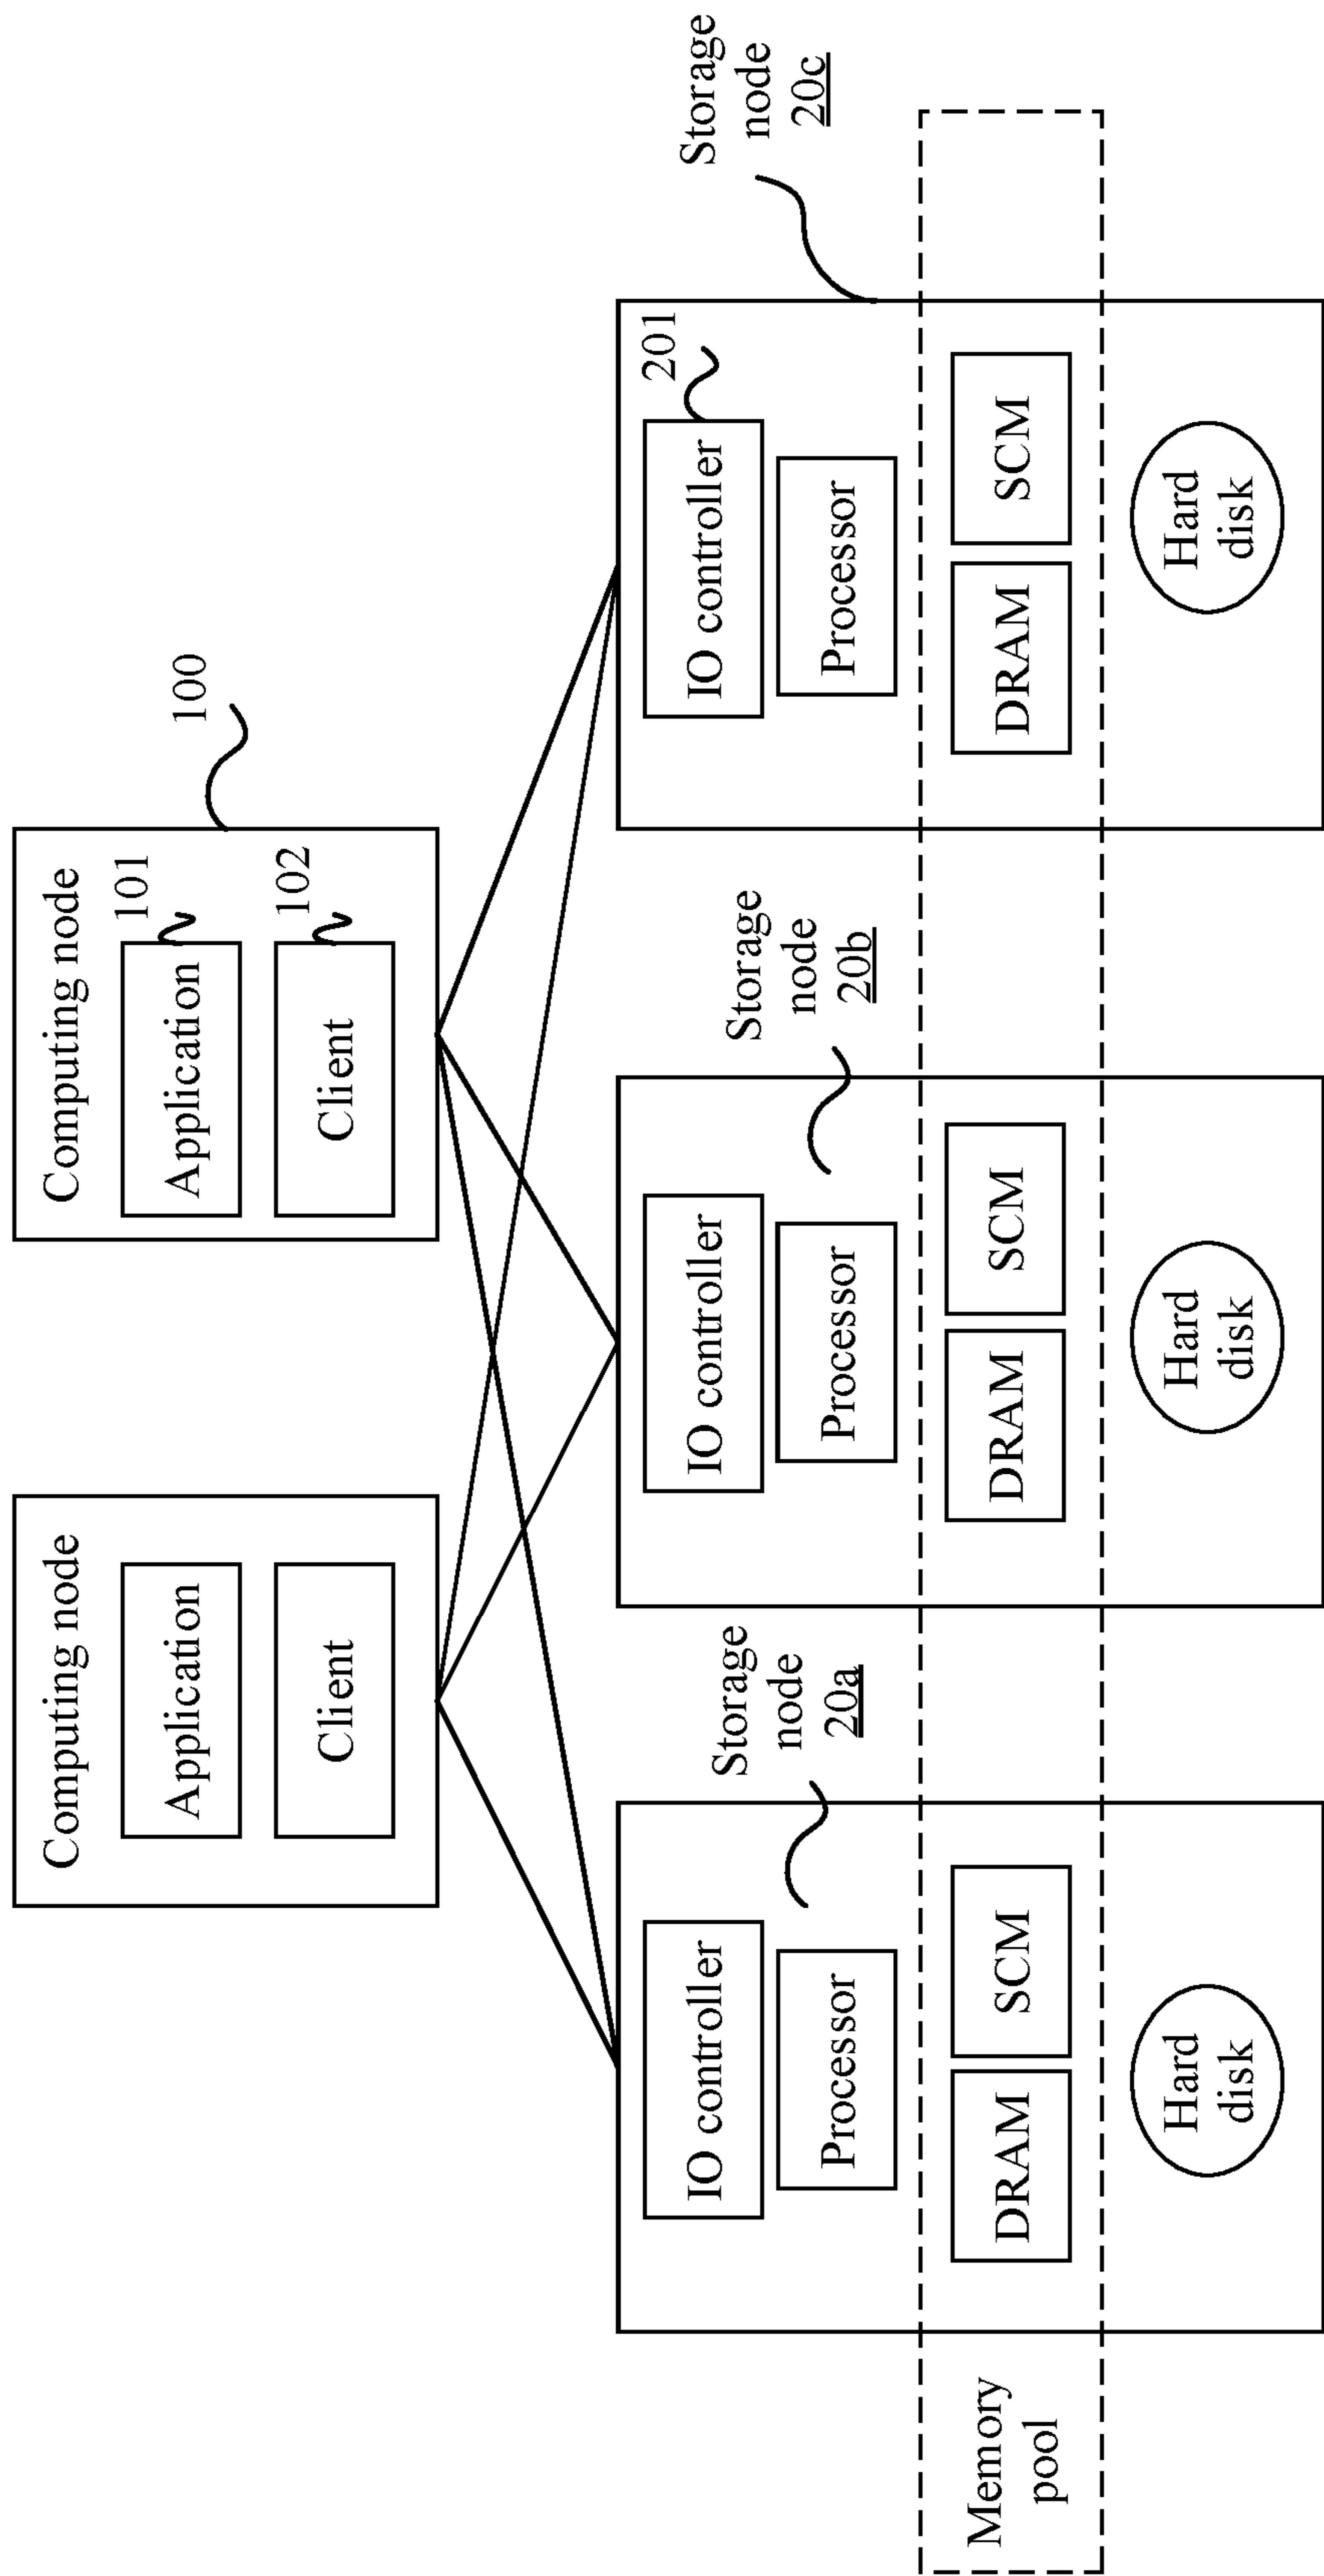 Computing node
Application
Client
Computing node
Application
101
Client
102
100
Storage
node
20a
Storage
node
20b
Storage
node
20c
IO controller
Processor
DRAM
SCM
Hard
disk
IO controller
Processor
DRAM
SCM
Hard
disk
IO controller
201
Processor
DRAM
SCM
Hard
disk
Memory
pool